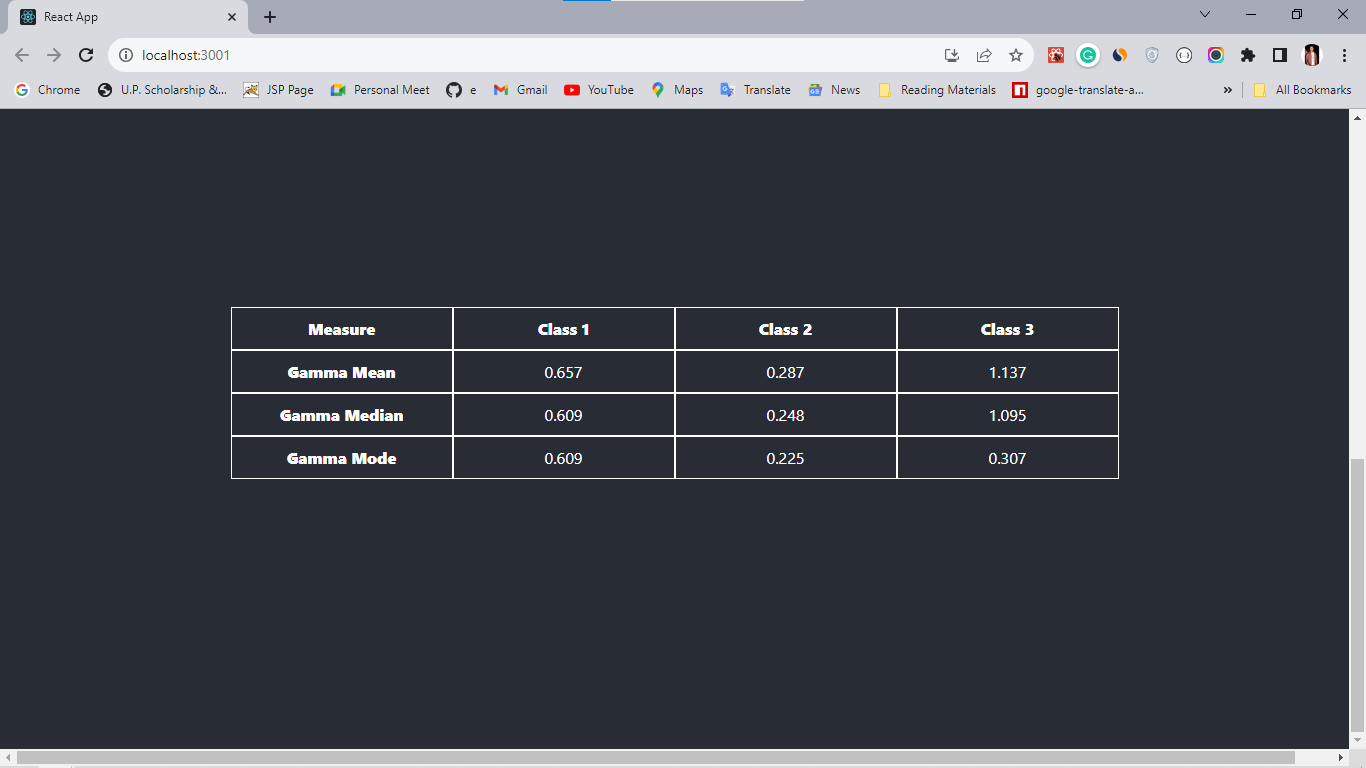 React App
localhost:3001
Chrome U.P. Scholarship &... JSP Page Personal Meet e Gmail YouTube Maps Translate News Reading Materials google-translate-a... » All Bookmarks
Measure Class 1 Class 2 Class 3
Gamma Mean 0.657 0.287 1.137
Gamma Median 0.609 0.248 1.095
Gamma Mode 0.609 0.225 0.307